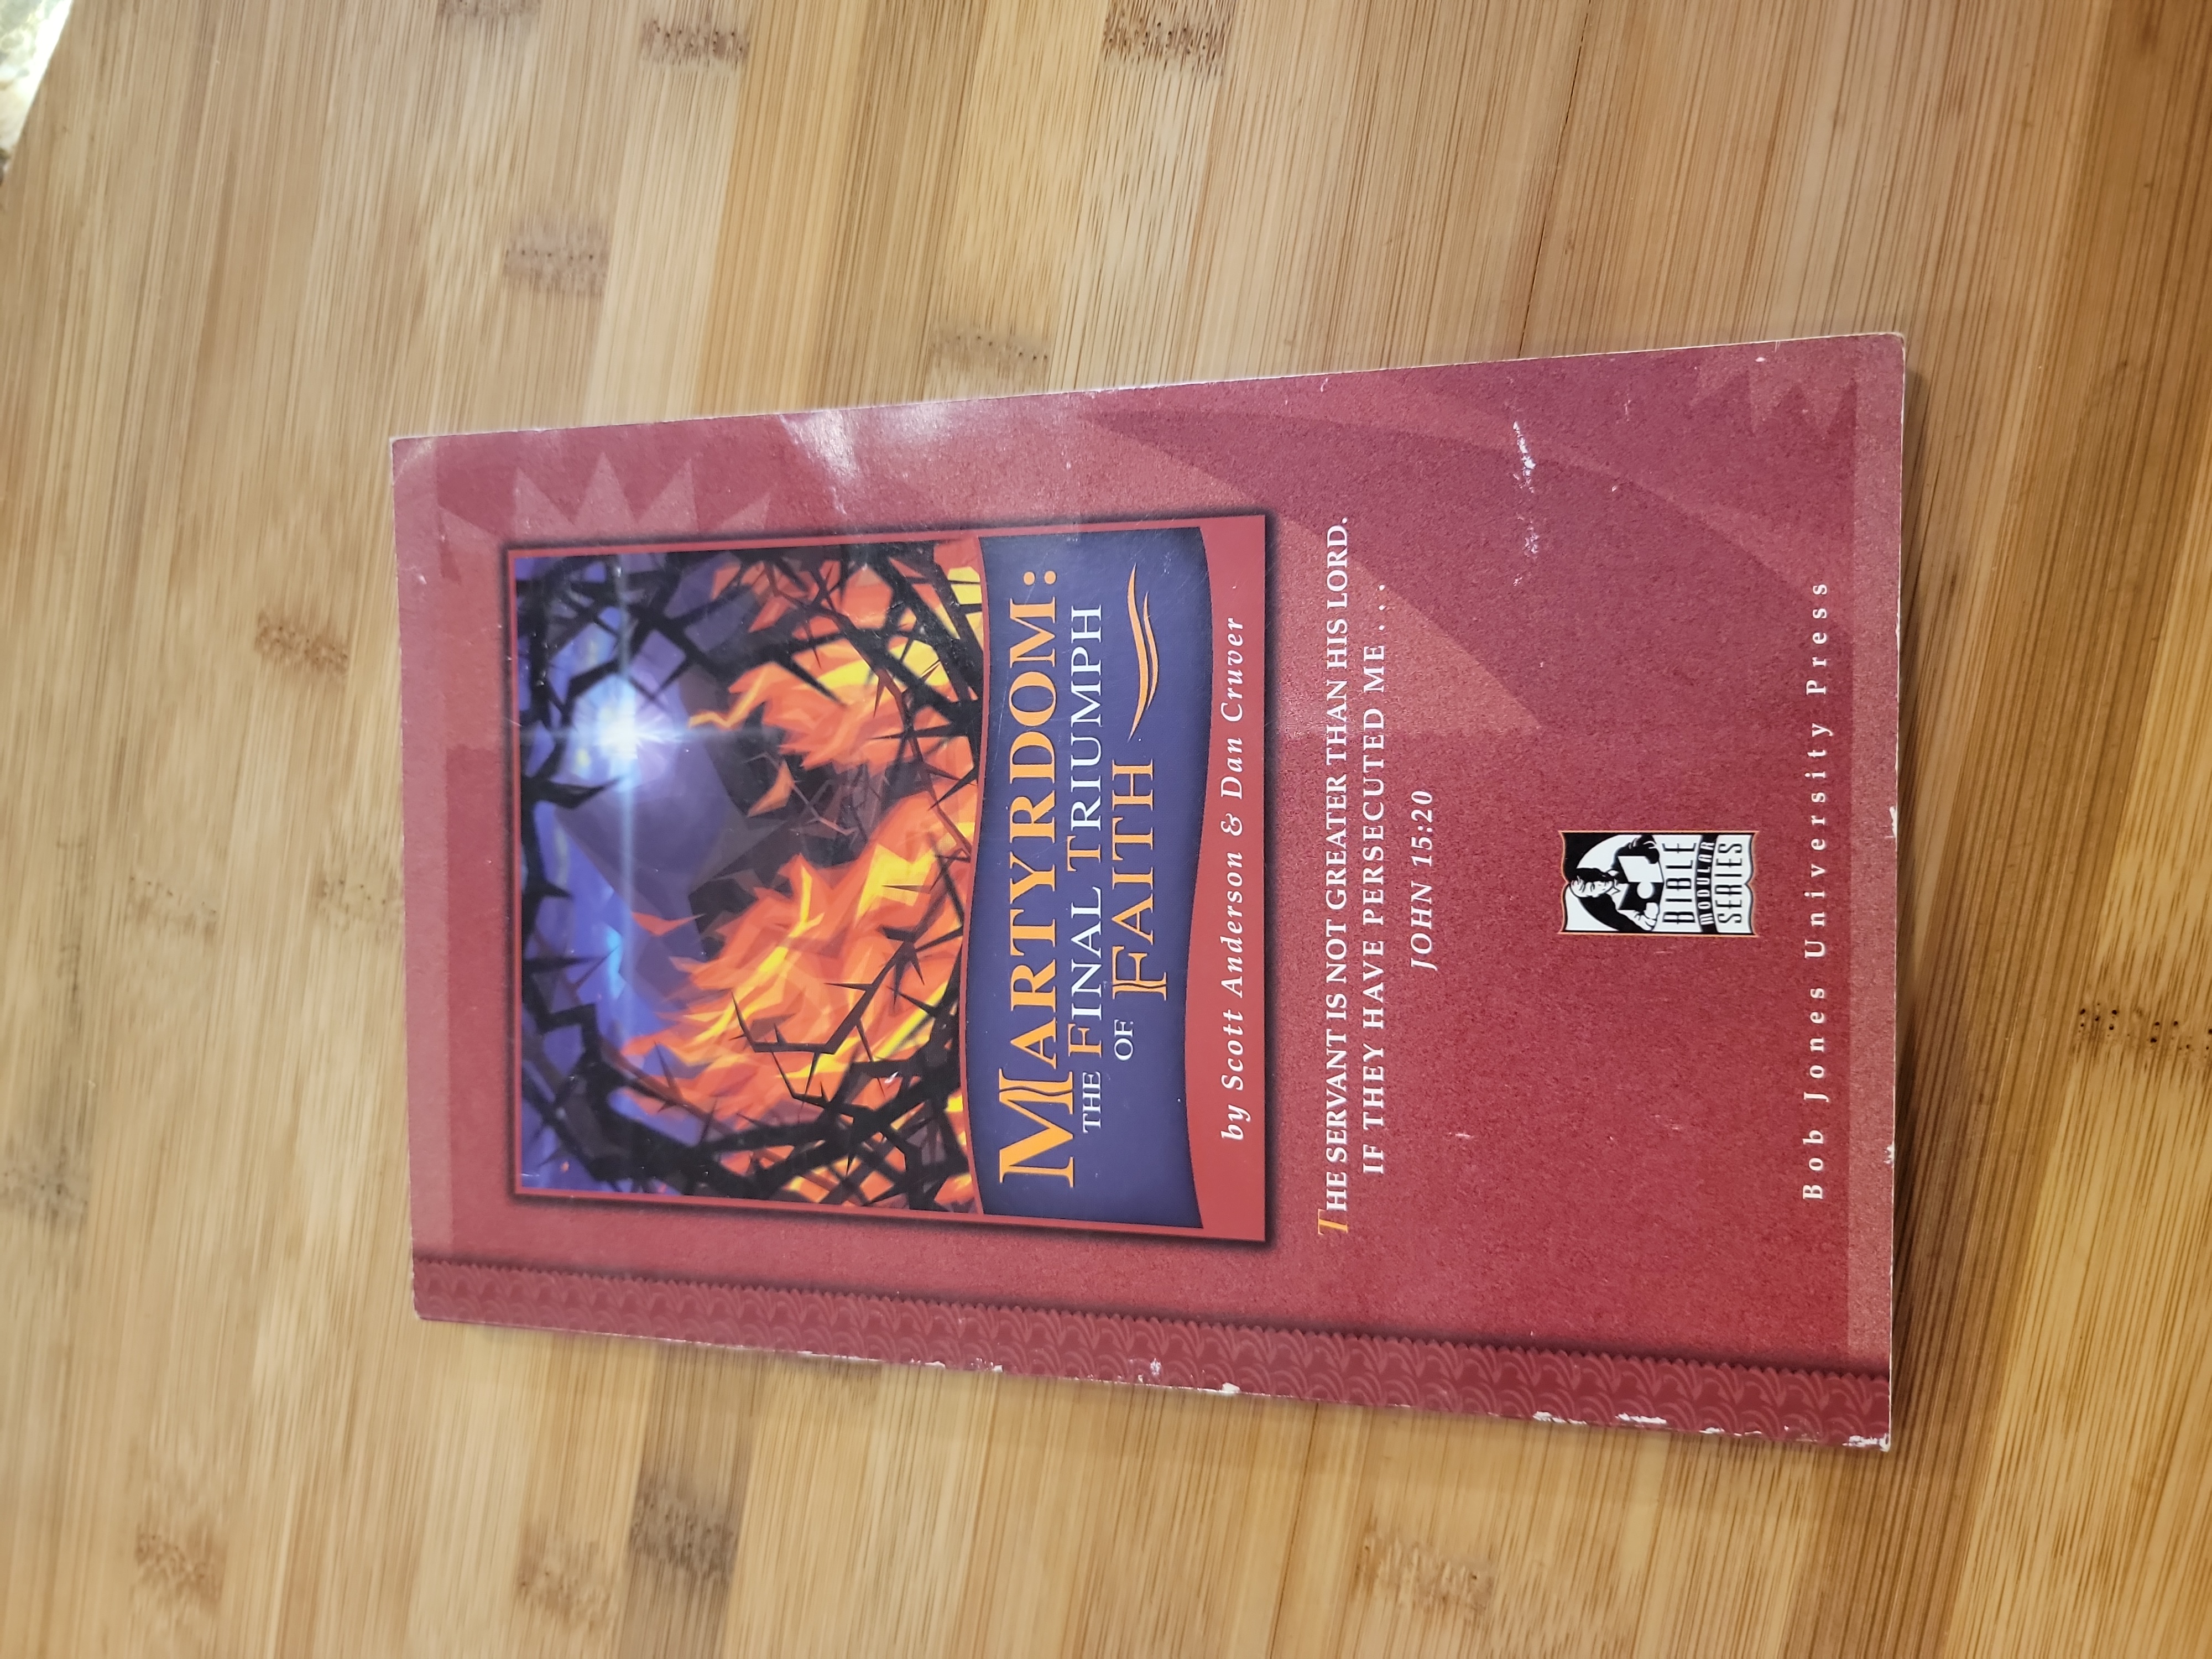 MARTYRDOM:
THE FINAL TRIUMPH
OF FAITH
by Scott Anderson & Dan Cruver
THE SERVANT IS NOT GREATER THAN HIS LORD.
IF THEY HAVE PERSECUTED ME . . .
JOHN 15:20
BIBLE
MODULAR
SERIES
Bob Jones University Press